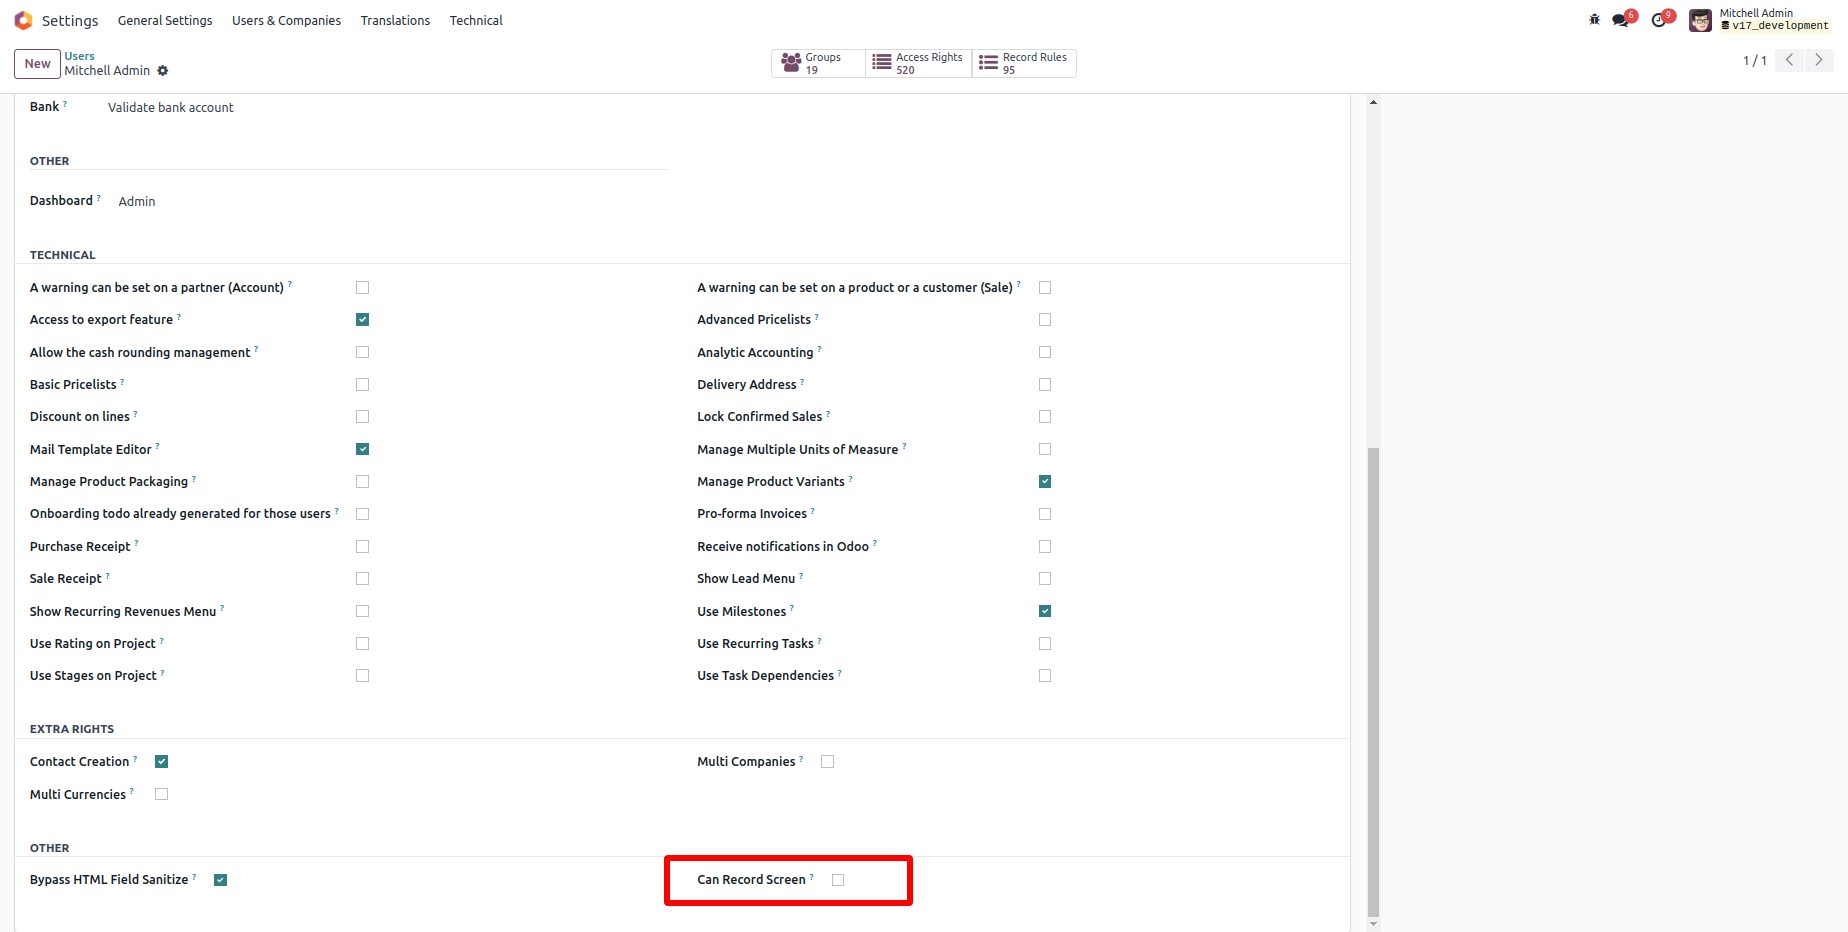 Settings General Settings Users & Companies Translations Technical 6 9 Mitchell Admin
v17_development
New Users Groups 19 Access Rights 520 Record Rules 95 1 / 1
Mitchell Admin
Bank ? Validate bank account
OTHER
Dashboard ? Admin
TECHNICAL
A warning can be set on a partner (Account) ? A warning can be set on a product or a customer (Sale) ?
Access to export feature ? Advanced Pricelists ?
Allow the cash rounding management ? Analytic Accounting ?
Basic Pricelists ? Delivery Address ?
Discount on lines ? Lock Confirmed Sales ?
Mail Template Editor ? Manage Multiple Units of Measure ?
Manage Product Packaging ? Manage Product Variants ?
Onboarding todo already generated for those users ? Pro-forma Invoices ?
Purchase Receipt ? Receive notifications in Odoo ?
Sale Receipt ? Show Lead Menu ?
Show Recurring Revenues Menu ? Use Milestones ?
Use Rating on Project ? Use Recurring Tasks ?
Use Stages on Project ? Use Task Dependencies ?
EXTRA RIGHTS
Contact Creation ? Multi Companies ?
Multi Currencies ?
OTHER
Bypass HTML Field Sanitize ? Can Record Screen ?